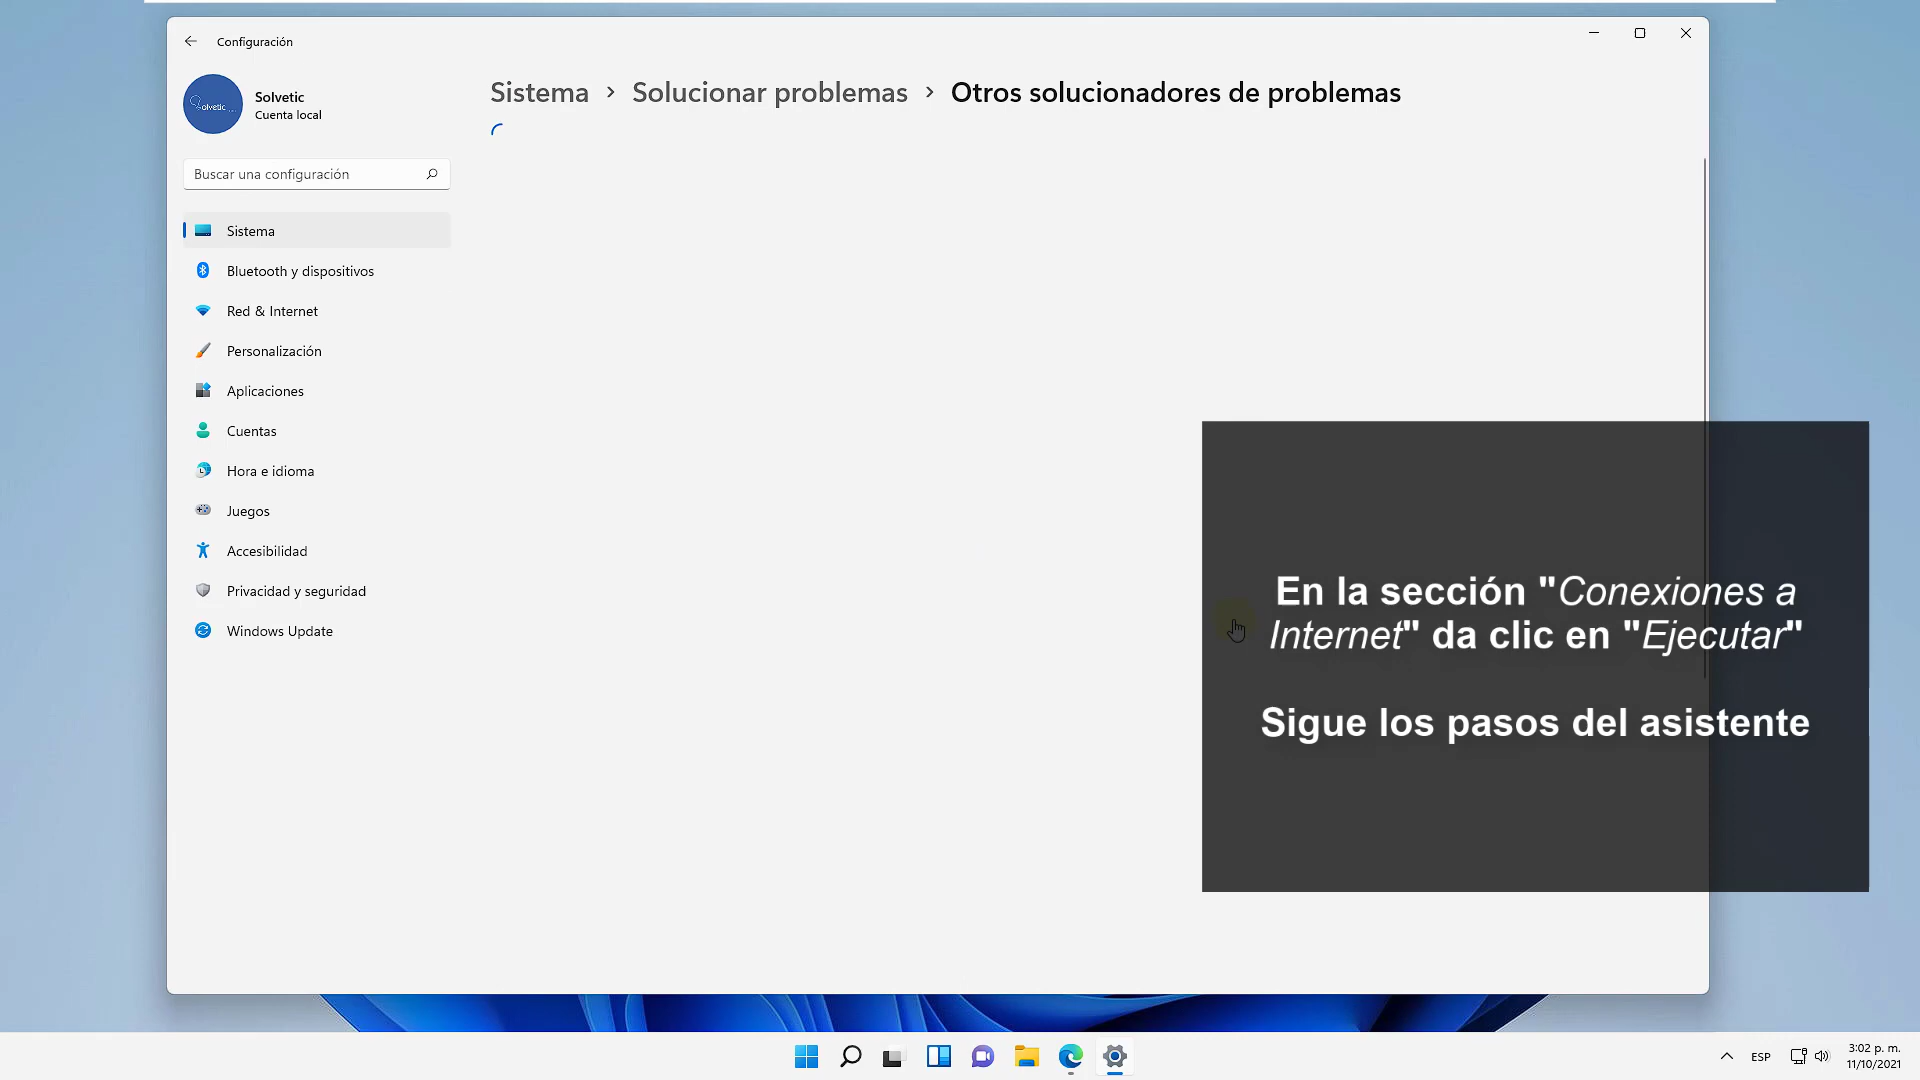 Configuración
Solvetic
Solvetic
Cuenta local
Buscar una configuración
Sistema
Bluetooth y dispositivos
Red & Internet
Personalización
Aplicaciones
Cuentas
Hora e idioma
Juegos
Accesibilidad
Privacidad y seguridad
Windows Update
Sistema > Solucionar problemas > Otros solucionadores de problemas
En la sección "Conexiones a
Internet" da clic en "Ejecutar"
Sigue los pasos del asistente
ESP
3:02 p. m.
11/10/2021